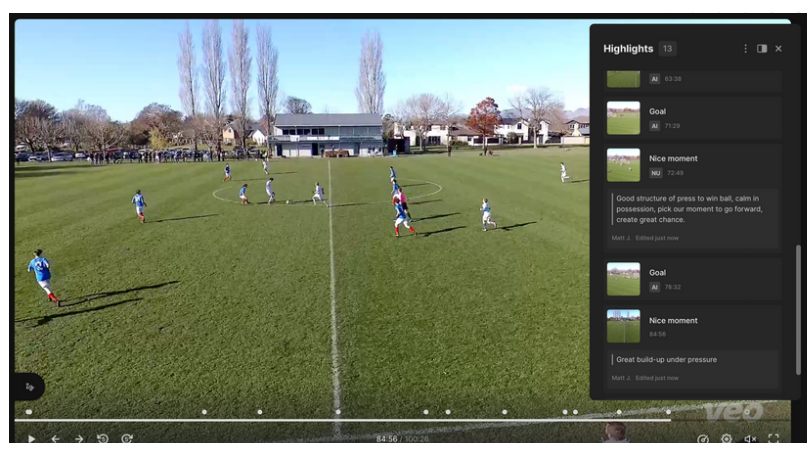 Highlights 13
AI 63:38
Goal
AI 71:29
Nice moment
NU 72:49
Good structure of press to win ball, calm in
possession, pick our moment to go forward,
create great chance.
Matt J. Edited just now
Goal
AI 78:32
Nice moment
84:56
Great build-up under pressure
Matt J. Edited just now
veo
84:56 / 100:26